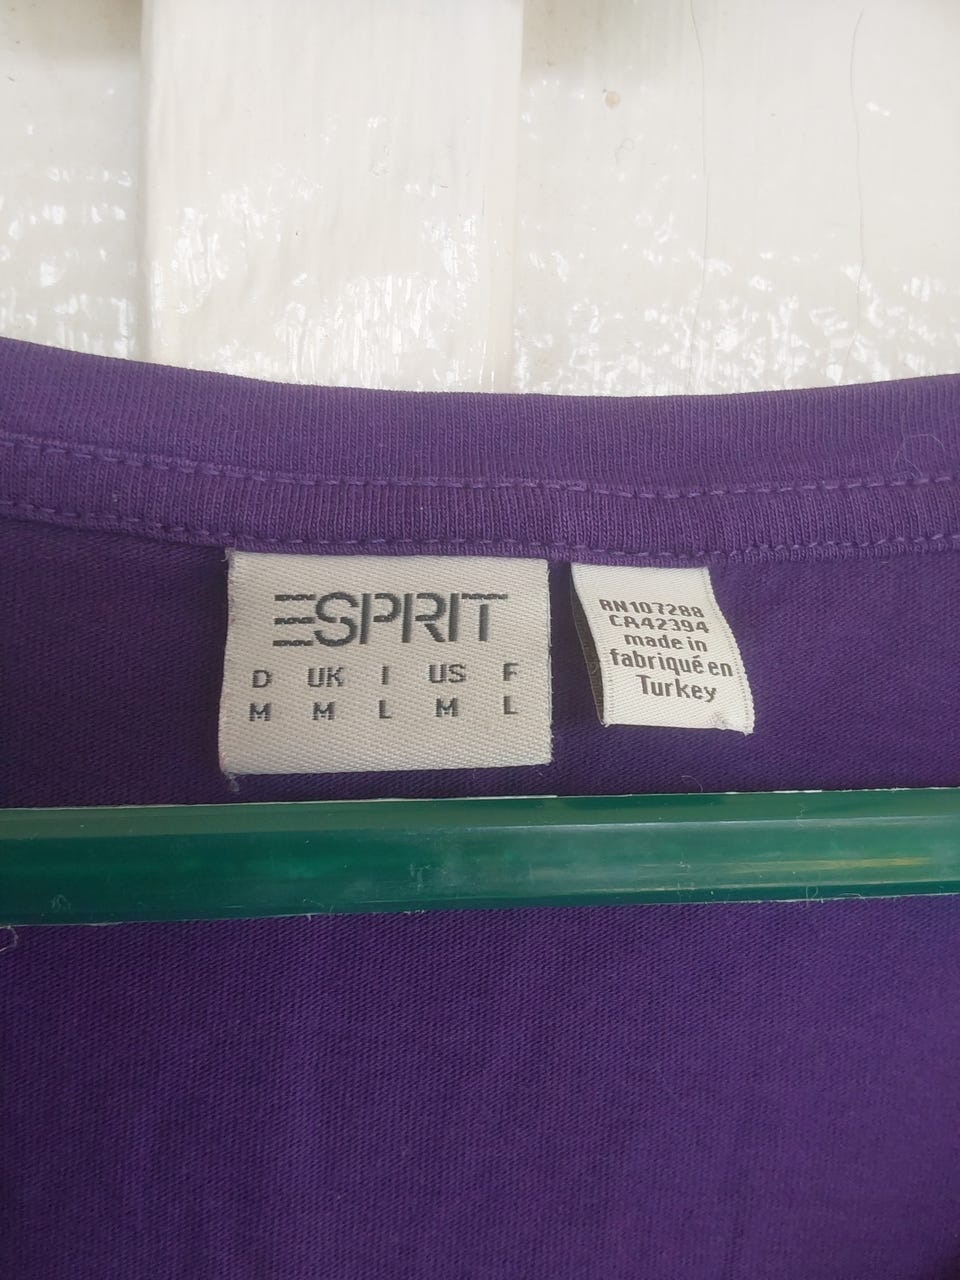 ESPRIT
D UK I US F
M M L M L
RN107288
CA42394
made in
fabriqué en
Turkey